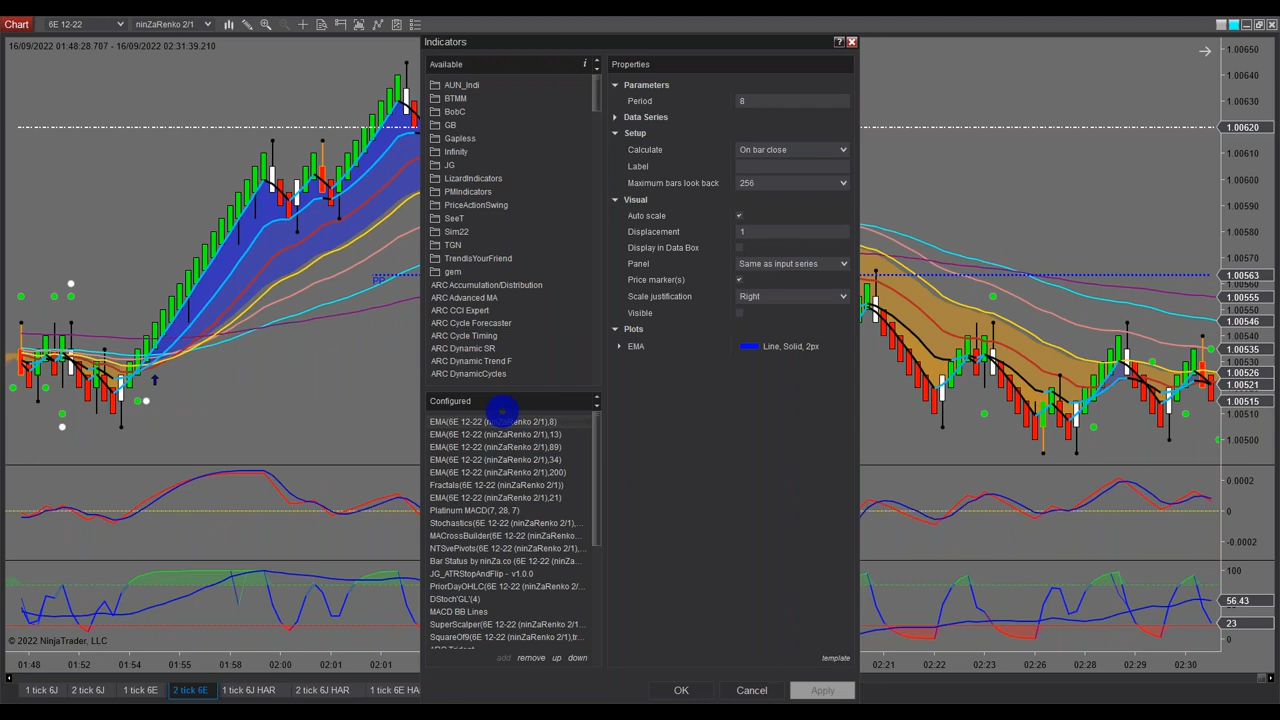 Chart
6E 12-22
ninZaRenko 2/1
16/09/2022 01:48:28.707 - 16/09/2022 02:31:39.210
PP
© 2022 NinjaTrader, LLC
01:48
01:52
01:54
01:55
01:58
02:01
02:01
Indicators
?
Available
i
AUN_Indi
BTMM
BobC
GB
Gapless
Infinity
JG
LizardIndicators
PMIndicators
PriceActionSwing
SeeT
Sim22
TGN
TrendIsYourFriend
gem
ARC Accumulation/Distribution
ARC Advanced MA
ARC CCI Expert
ARC Cycle Forecaster
ARC Cycle Timing
ARC Dynamic SR
ARC Dynamic Trend F
ARC DynamicCycles
Configured
EMA(6E 12-22 (ninZaRenko 2/1),8)
EMA(6E 12-22 (ninZaRenko 2/1),13)
EMA(6E 12-22 (ninZaRenko 2/1),89)
EMA(6E 12-22 (ninZaRenko 2/1),34)
EMA(6E 12-22 (ninZaRenko 2/1),200)
Fractals(6E 12-22 (ninZaRenko 2/1))
EMA(6E 12-22 (ninZaRenko 2/1),21)
Platinum MACD(7, 28, 7)
Stochastics(6E 12-22 (ninZaRenko 2/1),...
MACrossBuilder(6E 12-22 (ninZaRenko...
NTSvePivots(6E 12-22 (ninZaRenko 2/1),...
Bar Status by ninZa.co (6E 12-22 (ninZa...
JG_ATRStopAndFlip - v1.0.0
PriorDayOHLC(6E 12-22 (ninZaRenko 2/...
DStoch'GL'(4)
MACD BB Lines
SuperScalper(6E 12-22 (ninZaRenko 2/1...
SquareOf9(6E 12-22 (ninZaRenko 2/1),tr...
ARC Trident
add remove up down
Properties
Parameters
Period 8
Data Series
Setup
Calculate On bar close
Label
Maximum bars look back 256
Visual
Auto scale
Displacement 1
Display in Data Box
Panel Same as input series
Price marker(s)
Scale justification Right
Visible
Plots
EMA Line, Solid, 2px
template
OK
Cancel
Apply
1.00650
1.00640
1.00630
1.00620
1.00610
1.00600
1.00590
1.00580
1.00570
1.00563
1.00560
1.00555
1.00550
1.00546
1.00535
1.00526
1.00521
1.00515
1.00510
1.00500
0.0002
0
-0.0002
100
56.43
23
0
02:21
02:22
02:23
02:26
02:28
02:29
02:30
1 tick 6J
2 tick 6J
1 tick 6E
2 tick 6E
1 tick 6J HAR
2 tick 6J HAR
1 tick 6E HA